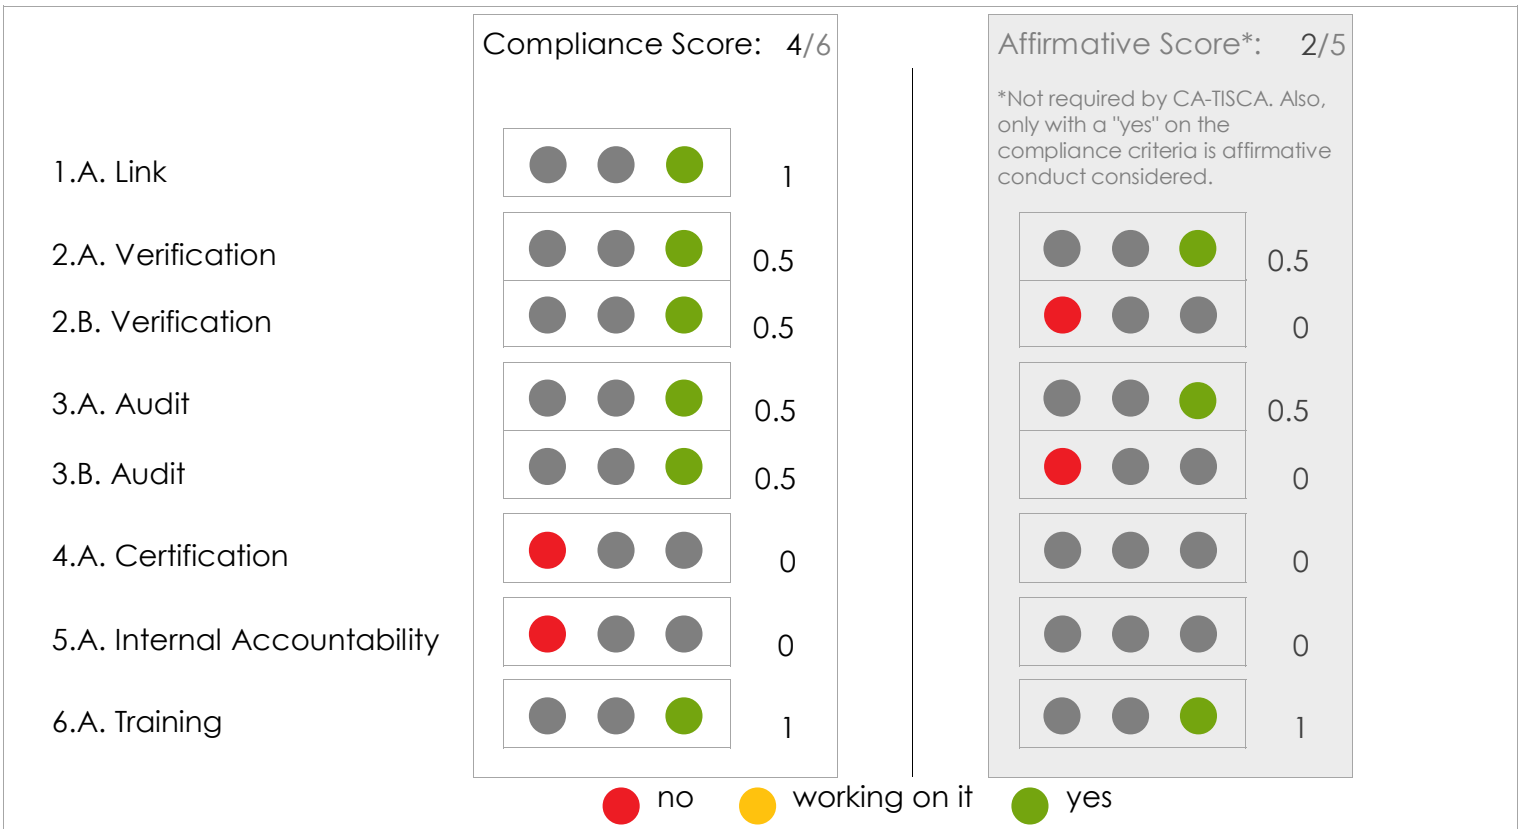 Compliance Score: 4/6
Affirmative Score*: 2/5
*Not required by CA-TISCA. Also,
only with a "yes" on the
compliance criteria is affirmative
conduct considered.
1.A. Link 1
2.A. Verification 0.5 0.5
2.B. Verification 0.5 0
3.A. Audit 0.5 0.5
3.B. Audit 0.5 0
4.A. Certification 0 0
5.A. Internal Accountability 0 0
6.A. Training 1 1
no working on it yes